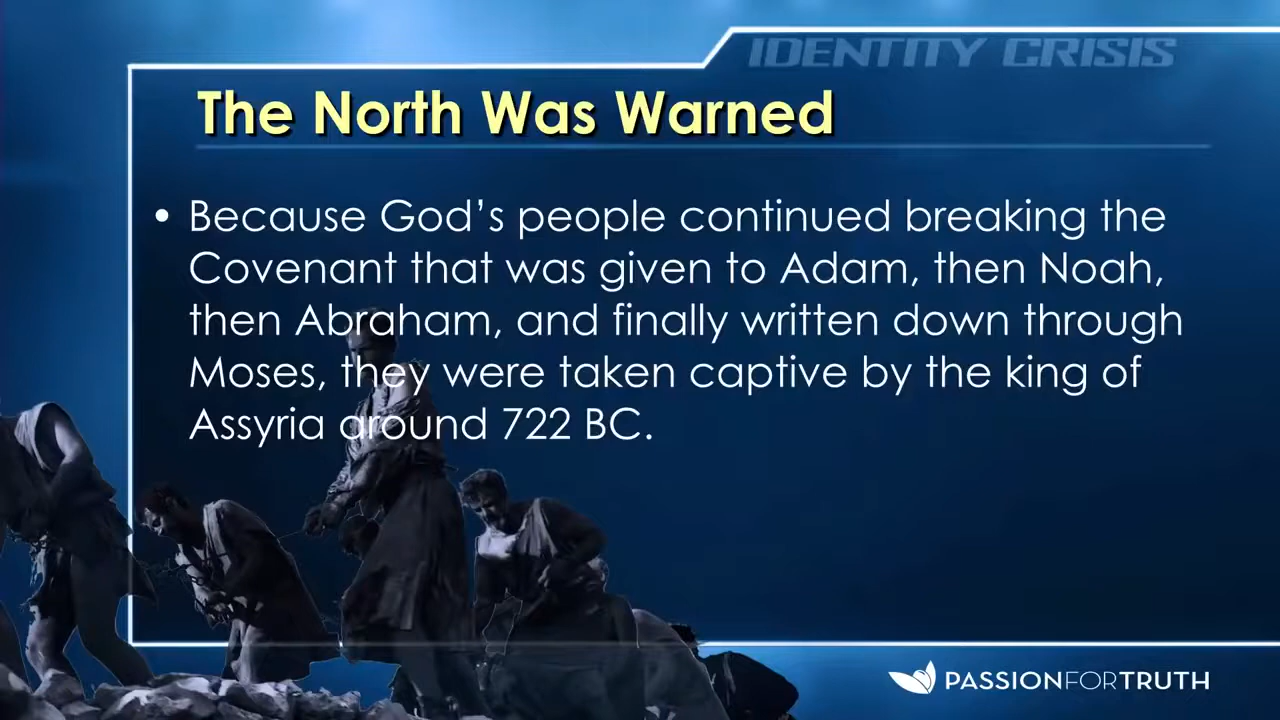 IDENTITY CRISIS
The North Was Warned
• Because God’s people continued breaking the
Covenant that was given to Adam, then Noah,
then Abraham, and finally written down through
Moses, they were taken captive by the king of
Assyria around 722 BC.
PASSIONFORTRUTH